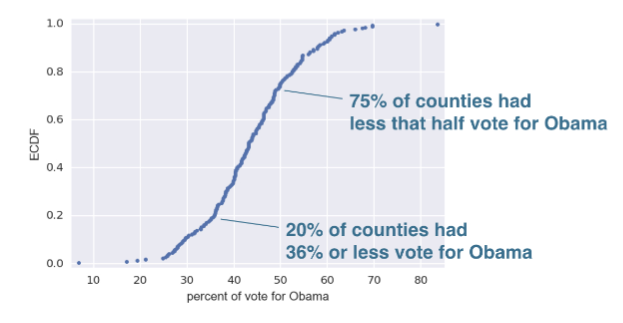 1.0
0.8
75% of counties had
less that half vote for Obama
0.6
ECDF
0.4
0.2
20% of counties had
36% or less vote for Obama
0.0
10 20 30 40 50 60 70 80
percent of vote for Obama